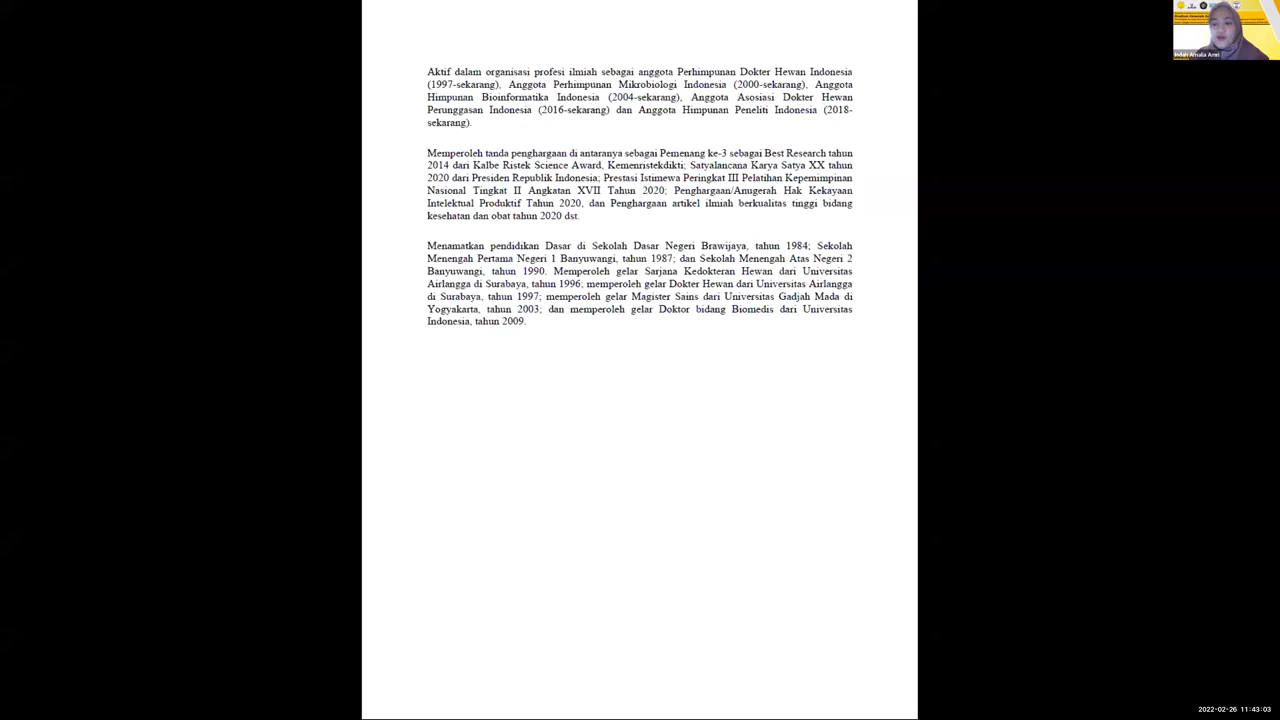 Aktif dalam organisasi profesi ilmiah sebagai anggota Perhimpunan Dokter Hewan Indonesia
(1997-sekarang), Anggota Perhimpunan Mikrobiologi Indonesia (2000-sekarang), Anggota
Himpunan Bioinformatika Indonesia (2004-sekarang), Anggota Asosiasi Dokter Hewan
Perunggasan Indonesia (2016-sekarang) dan Anggota Himpunan Peneliti Indonesia (2018-
sekarang).
Memperoleh tanda penghargaan di antaranya sebagai Pemenang ke-3 sebagai Best Research tahun
2014 dari Kalbe Ristek Science Award, Kemenristekdikti; Satyalancana Karya Satya XX tahun
2020 dari Presiden Republik Indonesia; Prestasi Istimewa Peringkat III Pelatihan Kepemimpinan
Nasional Tingkat II Angkatan XVII Tahun 2020; Penghargaan/Anugerah Hak Kekayaan
Intelektual Produktif Tahun 2020, dan Penghargaan artikel ilmiah berkualitas tinggi bidang
kesehatan dan obat tahun 2020 dst.
Menamatkan pendidikan Dasar di Sekolah Dasar Negeri Brawijaya, tahun 1984; Sekolah
Menengah Pertama Negeri 1 Banyuwangi, tahun 1987; dan Sekolah Menengah Atas Negeri 2
Banyuwangi, tahun 1990. Memperoleh gelar Sarjana Kedokteran Hewan dari Universitas
Airlangga di Surabaya, tahun 1996; memperoleh gelar Dokter Hewan dari Universitas Airlangga
di Surabaya, tahun 1997; memperoleh gelar Magister Sains dari Universitas Gadjah Mada di
Yogyakarta, tahun 2003; dan memperoleh gelar Doktor bidang Biomedis dari Universitas
Indonesia, tahun 2009.
Indah Amalia Amri
2022-02-26 11:43:03